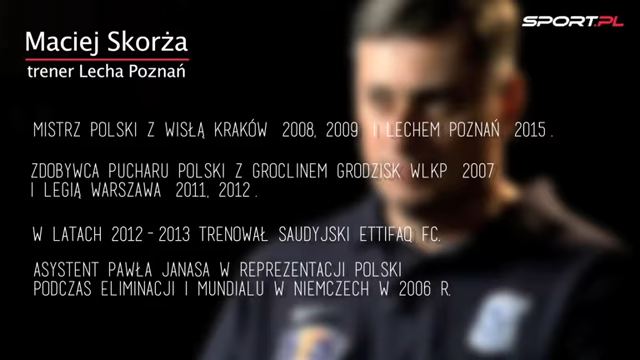 SPORT.PL
Maciej Skorża
trener Lecha Poznań
MISTRZ POLSKI Z WISŁĄ KRAKÓW 2008, 2009 I LECHEM POZNAŃ 2015.
ZDOBYWCA PUCHARU POLSKI Z GROCLINEM GRODZISK WLKP 2007
I LEGIĄ WARSZAWA 2011, 2012.
W LATACH 2012 - 2013 TRENOWAŁ SAUDYJSKI ETTIFAQ FC.
ASYSTENT PAWŁA JANASA W REPREZENTACJI POLSKI
PODCZAS ELIMINACJI I MUNDIALU W NIEMCZECH W 2006 R.